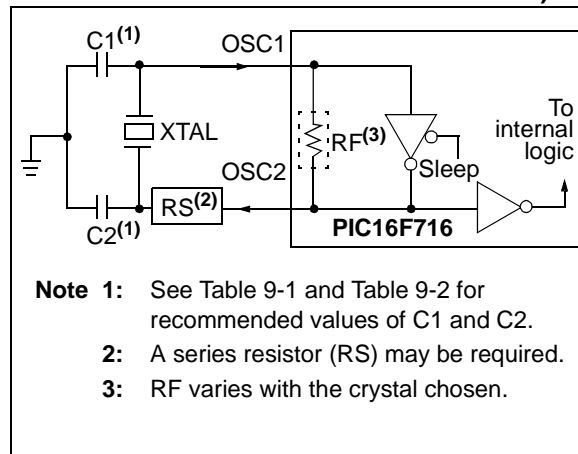 C1(1)
OSC1
XTAL
RF(3)
To
internal
logic
OSC2
Sleep
C2(1)
RS(2)
PIC16F716
Note 1: See Table 9-1 and Table 9-2 for
recommended values of C1 and C2.
2: A series resistor (RS) may be required.
3: RF varies with the crystal chosen.